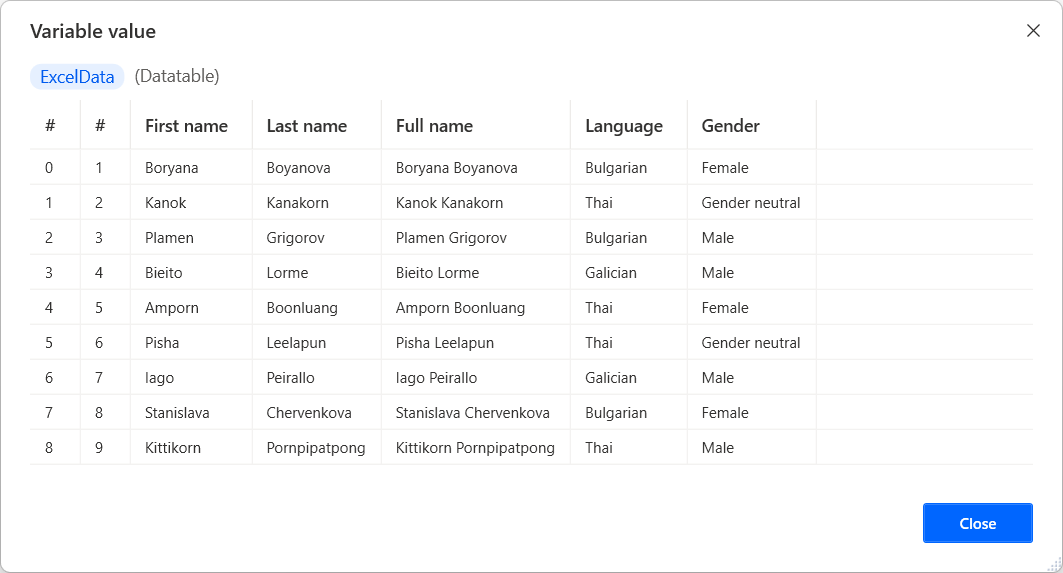 Variable value
ExcelData (Datatable)
# # First name Last name Full name Language Gender
0 1 Boryana Boyanova Boryana Boyanova Bulgarian Female
1 2 Kanok Kanakorn Kanok Kanakorn Thai Gender neutral
2 3 Plamen Grigorov Plamen Grigorov Bulgarian Male
3 4 Bieito Lorme Bieito Lorme Galician Male
4 5 Amporn Boonluang Amporn Boonluang Thai Female
5 6 Pisha Leelapun Pisha Leelapun Thai Gender neutral
6 7 Iago Peirallo Iago Peirallo Galician Male
7 8 Stanislava Chervenkova Stanislava Chervenkova Bulgarian Female
8 9 Kittikorn Pornpipatpong Kittikorn Pornpipatpong Thai Male
Close